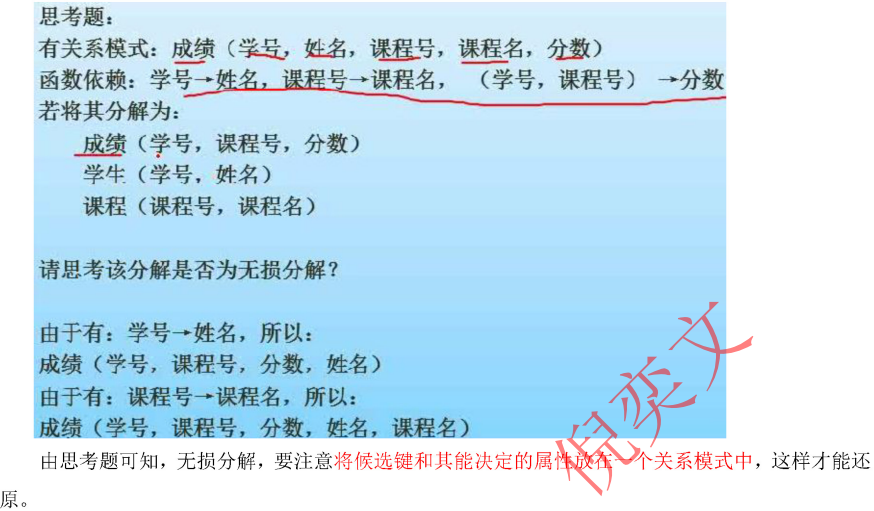 思考题：
有关系模式：成绩（学号，姓名，课程号，课程名，分数）
函数依赖：学号→姓名，课程号→课程名， （学号，课程号） →分数
若将其分解为：
成绩（学号，课程号，分数）
学生（学号，姓名）
课程（课程号，课程名）
请思考该分解是否为无损分解？
由于有：学号→姓名，所以：
成绩（学号，课程号，分数，姓名）
由于有：课程号→课程名，所以：
成绩（学号，课程号，分数，姓名，课程名）
倪奕文
由思考题可知，无损分解，要注意将候选键和其能决定的属性放在一个关系模式中，这样才能还
原。